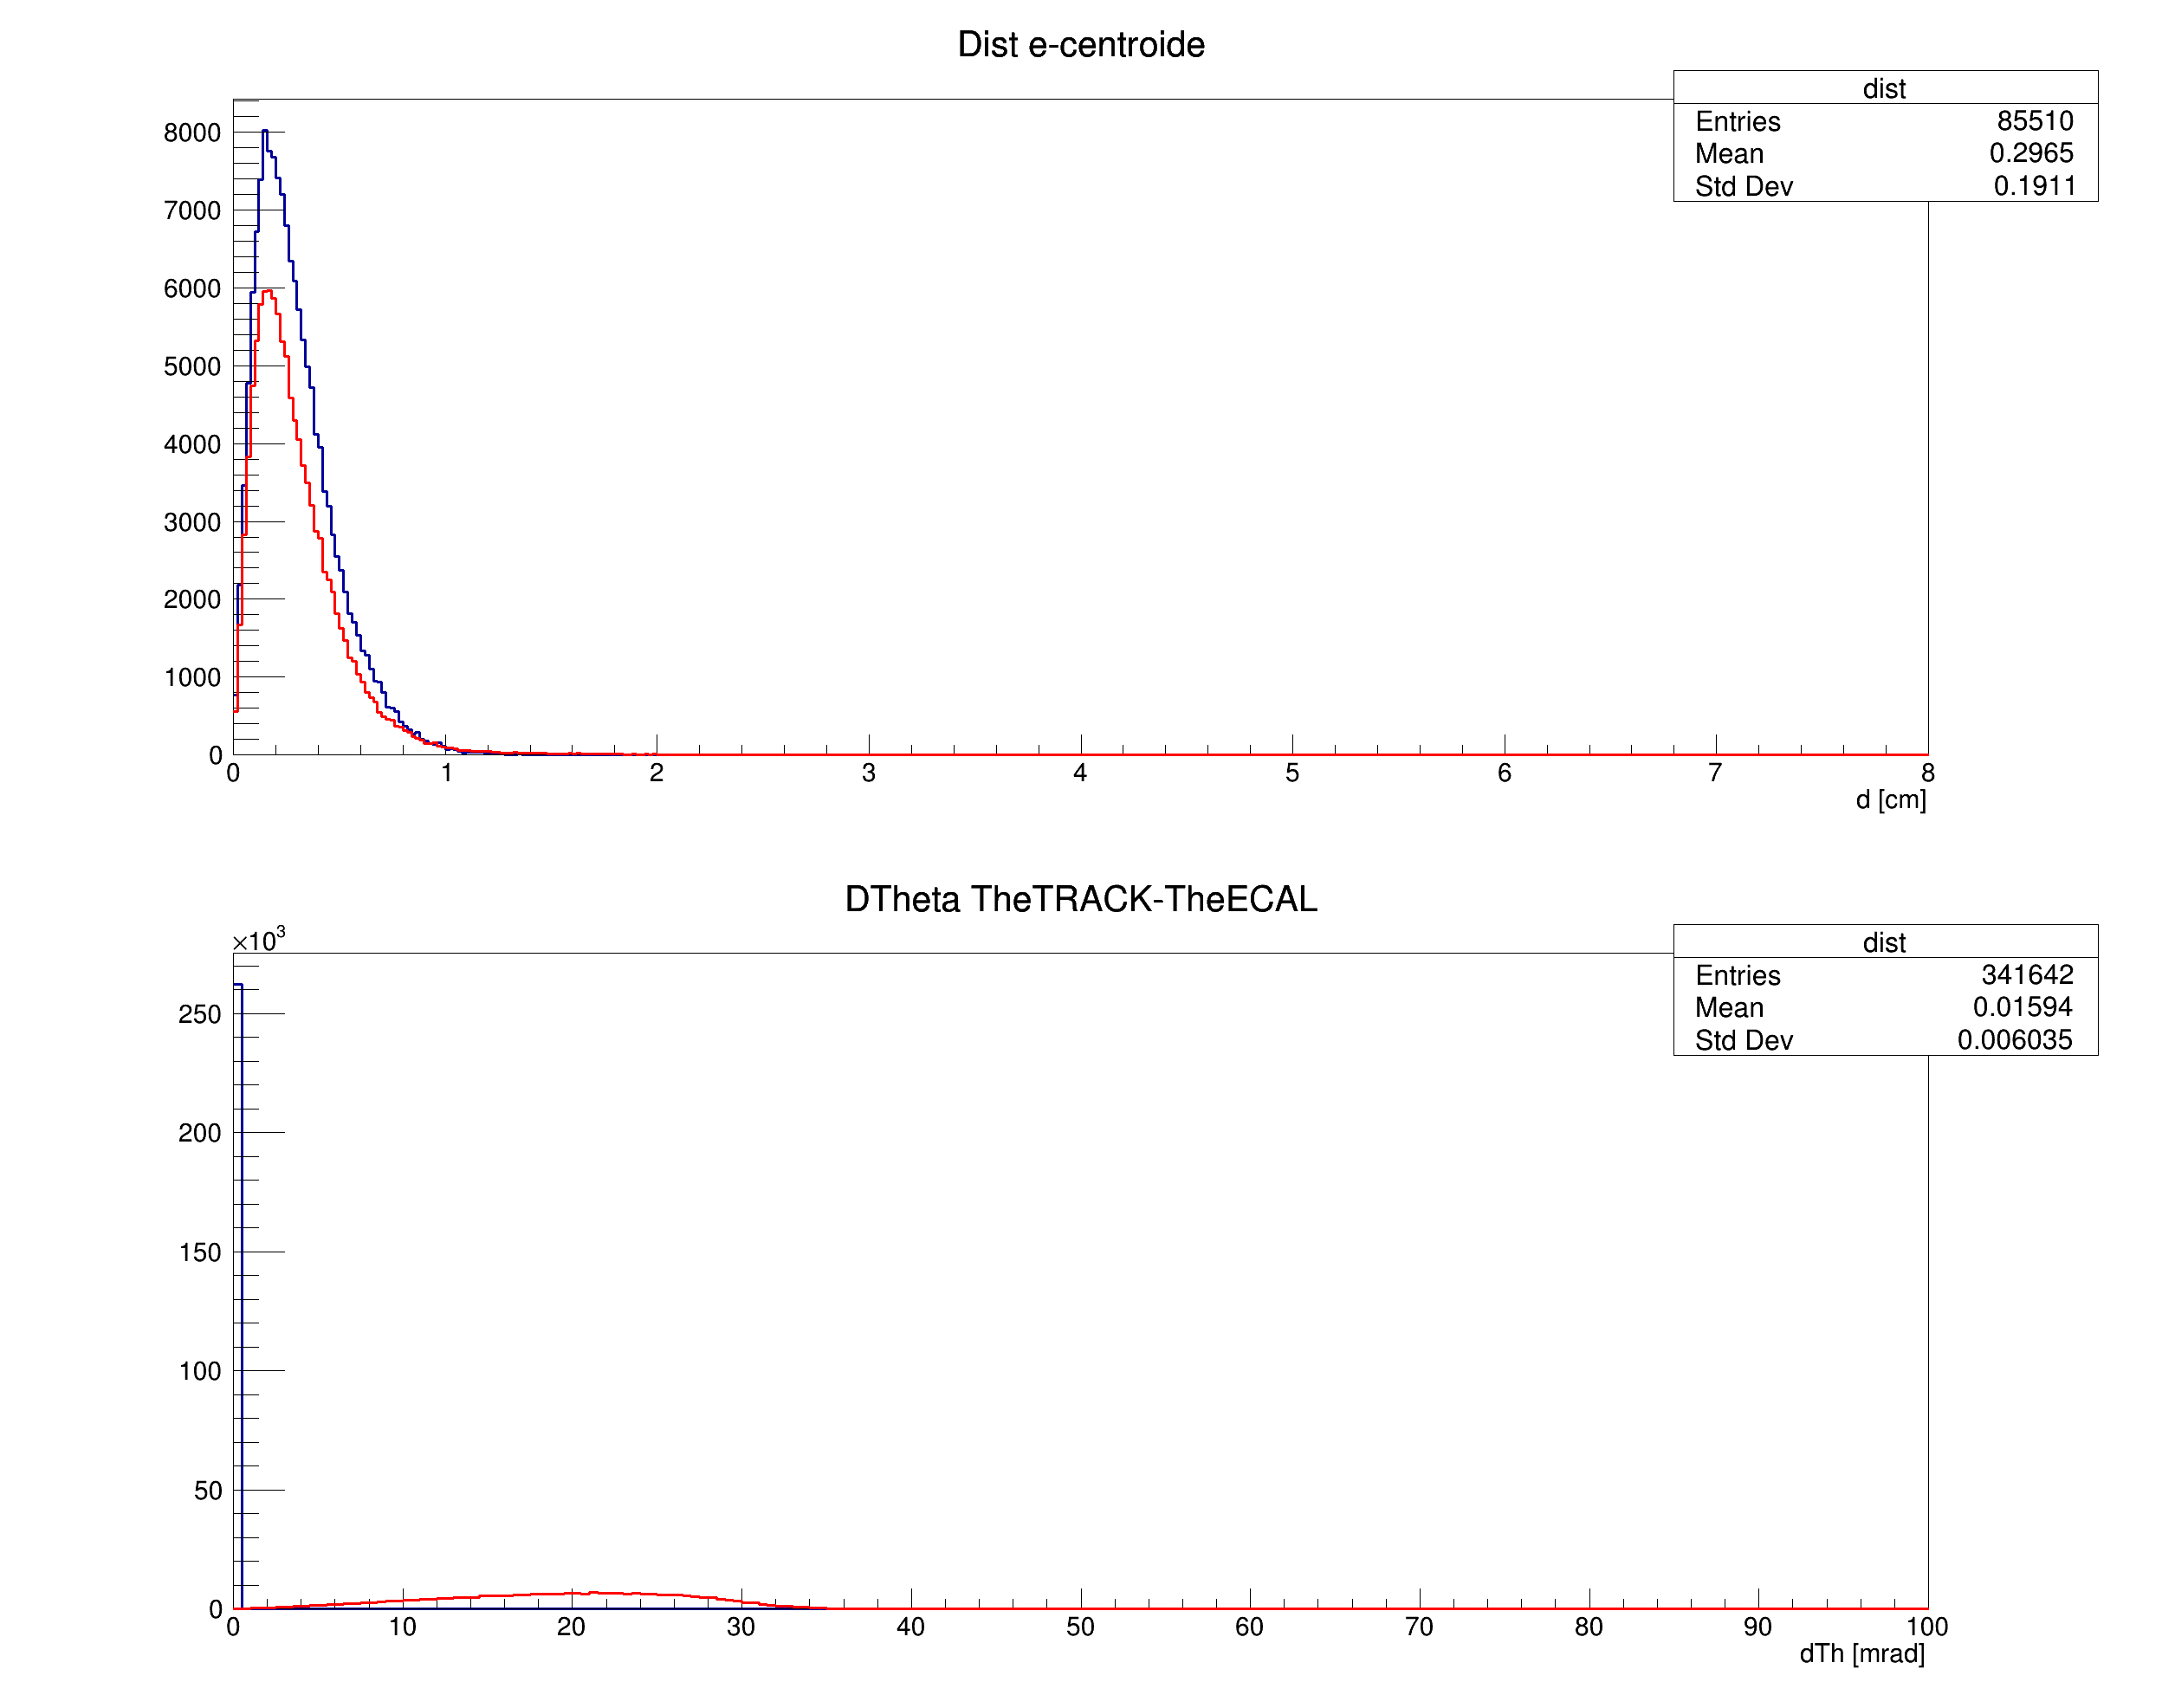 Dist e-centroide
dist
Entries 85510
Mean 0.2965
Std Dev 0.1911
8000
7000
6000
5000
4000
3000
2000
1000
0
0 1 2 3 4 5 6 7 8
d [cm]
DTheta TheTRACK-TheECAL
×10³
dist
Entries 341642
Mean 0.01594
Std Dev 0.006035
250
200
150
100
50
0
0 10 20 30 40 50 60 70 80 90 100
dTh [mrad]